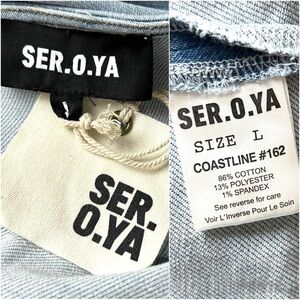 SER.O.YA
SER.
O.YA
SER.O.YA
SIZE L
COASTLINE #162
86% COTTON
13% POLYESTER
1% SPANDEX
See reverse for care
Voir L'Inverse Pour Le Soin